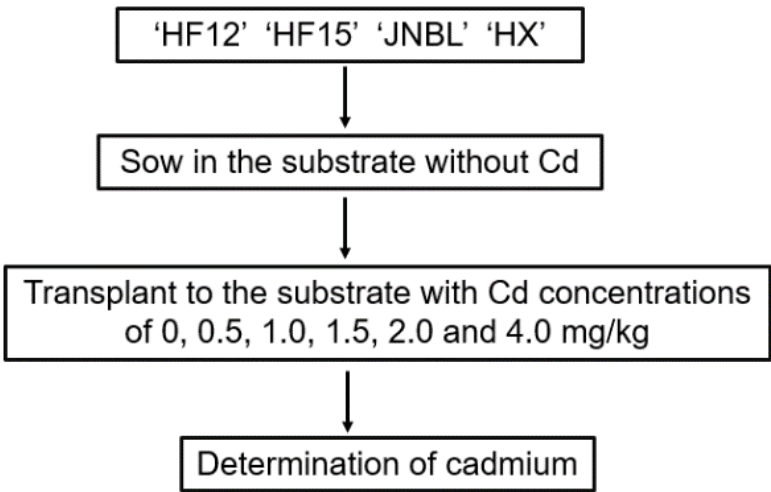 ‘HF12’ ‘HF15’ ‘JNBL’ ‘HX’
Sow in the substrate without Cd
Transplant to the substrate with Cd concentrations
of 0, 0.5, 1.0, 1.5, 2.0 and 4.0 mg/kg
Determination of cadmium